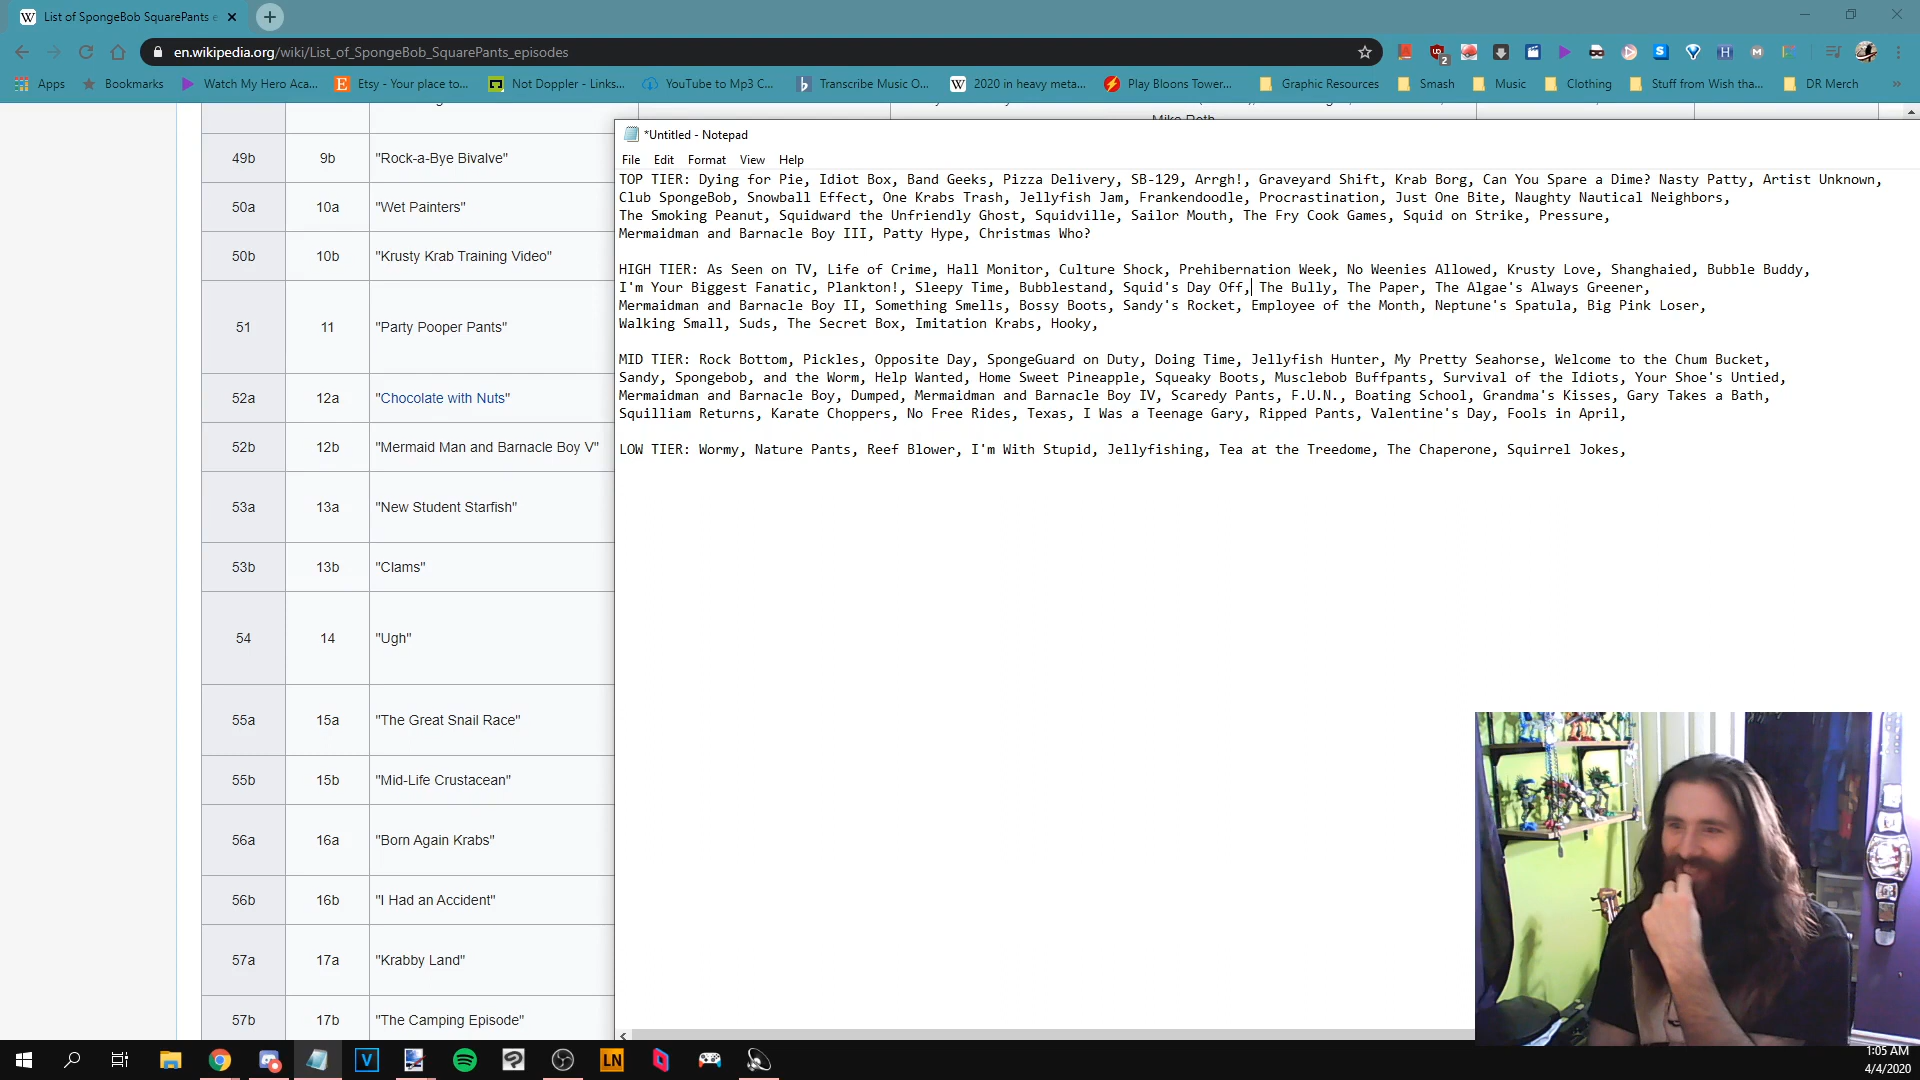 List of SpongeBob SquarePants e
en.wikipedia.org/wiki/List_of_SpongeBob_SquarePants_episodes
2
Apps
Bookmarks
Watch My Hero Aca...
Etsy - Your place to...
Not Doppler - Links...
YouTube to Mp3 C...
Transcribe Music O...
2020 in heavy meta...
Play Bloons Tower...
Graphic Resources
Smash
Music
Clothing
Stuff from Wish tha...
DR Merch
»
49b 9b "Rock-a-Bye Bivalve"
50a 10a "Wet Painters"
50b 10b "Krusty Krab Training Video"
51 11 "Party Pooper Pants"
52a 12a "Chocolate with Nuts"
52b 12b "Mermaid Man and Barnacle Boy V"
53a 13a "New Student Starfish"
53b 13b "Clams"
54 14 "Ugh"
55a 15a "The Great Snail Race"
55b 15b "Mid-Life Crustacean"
56a 16a "Born Again Krabs"
56b 16b "I Had an Accident"
57a 17a "Krabby Land"
57b 17b "The Camping Episode"
*Untitled - Notepad
File Edit Format View Help
TOP TIER: Dying for Pie, Idiot Box, Band Geeks, Pizza Delivery, SB-129, Arrgh!, Graveyard Shift, Krab Borg, Can You Spare a Dime? Nasty Patty, Artist Unknown,
Club SpongeBob, Snowball Effect, One Krabs Trash, Jellyfish Jam, Frankendoodle, Procrastination, Just One Bite, Naughty Nautical Neighbors,
The Smoking Peanut, Squidward the Unfriendly Ghost, Squidville, Sailor Mouth, The Fry Cook Games, Squid on Strike, Pressure,
Mermaidman and Barnacle Boy III, Patty Hype, Christmas Who?
HIGH TIER: As Seen on TV, Life of Crime, Hall Monitor, Culture Shock, Prehibernation Week, No Weenies Allowed, Krusty Love, Shanghaied, Bubble Buddy,
I'm Your Biggest Fanatic, Plankton!, Sleepy Time, Bubblestand, Squid's Day Off, The Bully, The Paper, The Algae's Always Greener,
Mermaidman and Barnacle Boy II, Something Smells, Bossy Boots, Sandy's Rocket, Employee of the Month, Neptune's Spatula, Big Pink Loser,
Walking Small, Suds, The Secret Box, Imitation Krabs, Hooky,
MID TIER: Rock Bottom, Pickles, Opposite Day, SpongeGuard on Duty, Doing Time, Jellyfish Hunter, My Pretty Seahorse, Welcome to the Chum Bucket,
Sandy, Spongebob, and the Worm, Help Wanted, Home Sweet Pineapple, Squeaky Boots, Musclebob Buffpants, Survival of the Idiots, Your Shoe's Untied,
Mermaidman and Barnacle Boy, Dumped, Mermaidman and Barnacle Boy IV, Scaredy Pants, F.U.N., Boating School, Grandma's Kisses, Gary Takes a Bath,
Squilliam Returns, Karate Choppers, No Free Rides, Texas, I Was a Teenage Gary, Ripped Pants, Valentine's Day, Fools in April,
LOW TIER: Wormy, Nature Pants, Reef Blower, I'm With Stupid, Jellyfishing, Tea at the Treedome, The Chaperone, Squirrel Jokes,
1:05 AM
4/4/2020